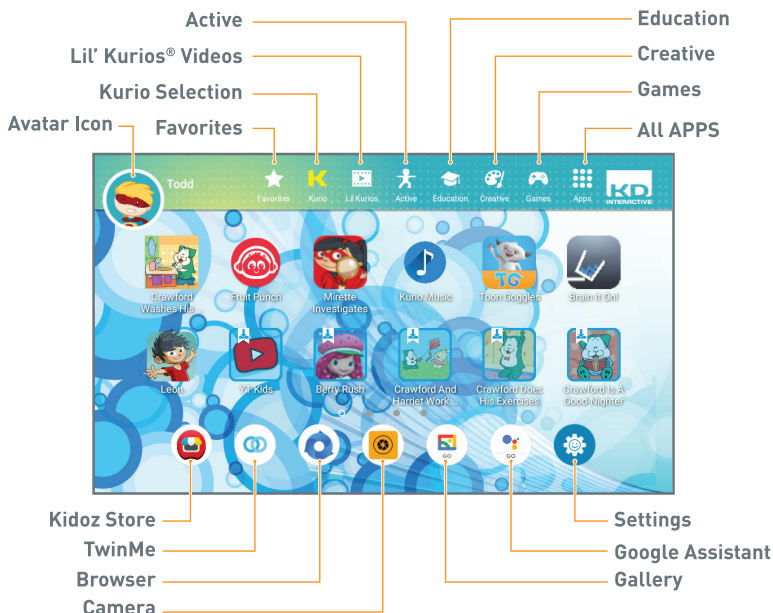 Active
Education
Lil' Kurios® Videos
Creative
Kurio Selection
Games
Avatar Icon
Favorites
All APPS
Todd
Favorites
Kurio
Lil Kurios
Active
Education
Creative
Games
Apps
KD
INTERACTIVE
Crawford
Washes His ...
Fruit Punch
Mirette
Investigates
Kurio Music
TG
Toon Goggles
Brain It On!
Leon
YT Kids
Berry Rush
Crawford And
Harriet Work ...
Crawford Does
His Exercises
Crawford Is A
Good-Nighter
GO
GO
Kidoz Store
Settings
TwinMe
Google Assistant
Browser
Gallery
Camera